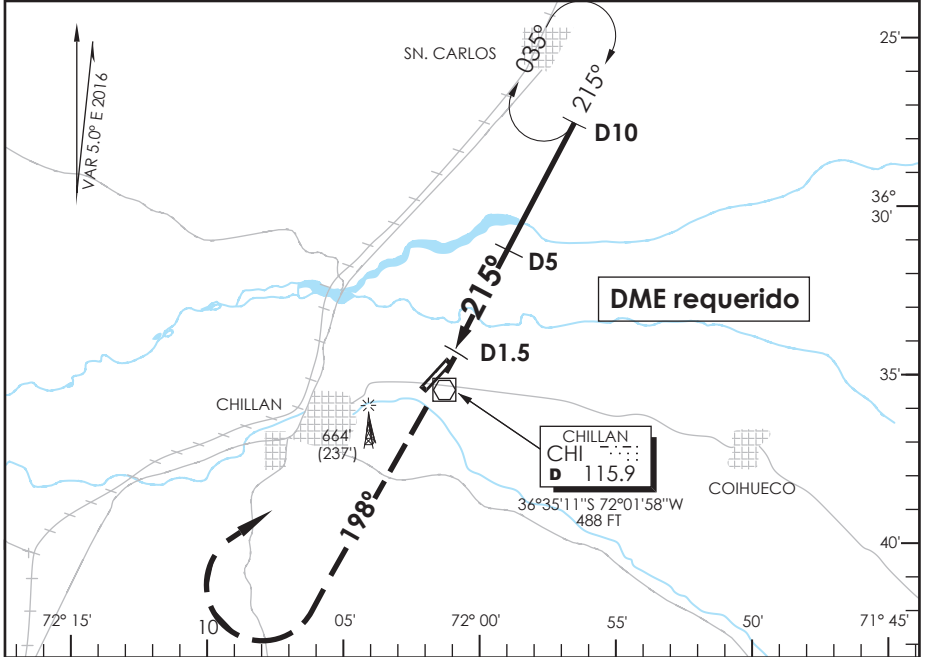 25'
SN. CARLOS
035°
215°
VAR 5.0° E 2016
D10
36°
30'
D5
215°
DME requerido
D1.5
35'
CHILLAN
664'
(237')
CHILLAN
CHI
D 115.9
COIHUECO
36°35'11"S 72°01'58"W
488 FT
198°
40'
72° 15'
10
05'
72° 00'
55'
50'
71° 45'